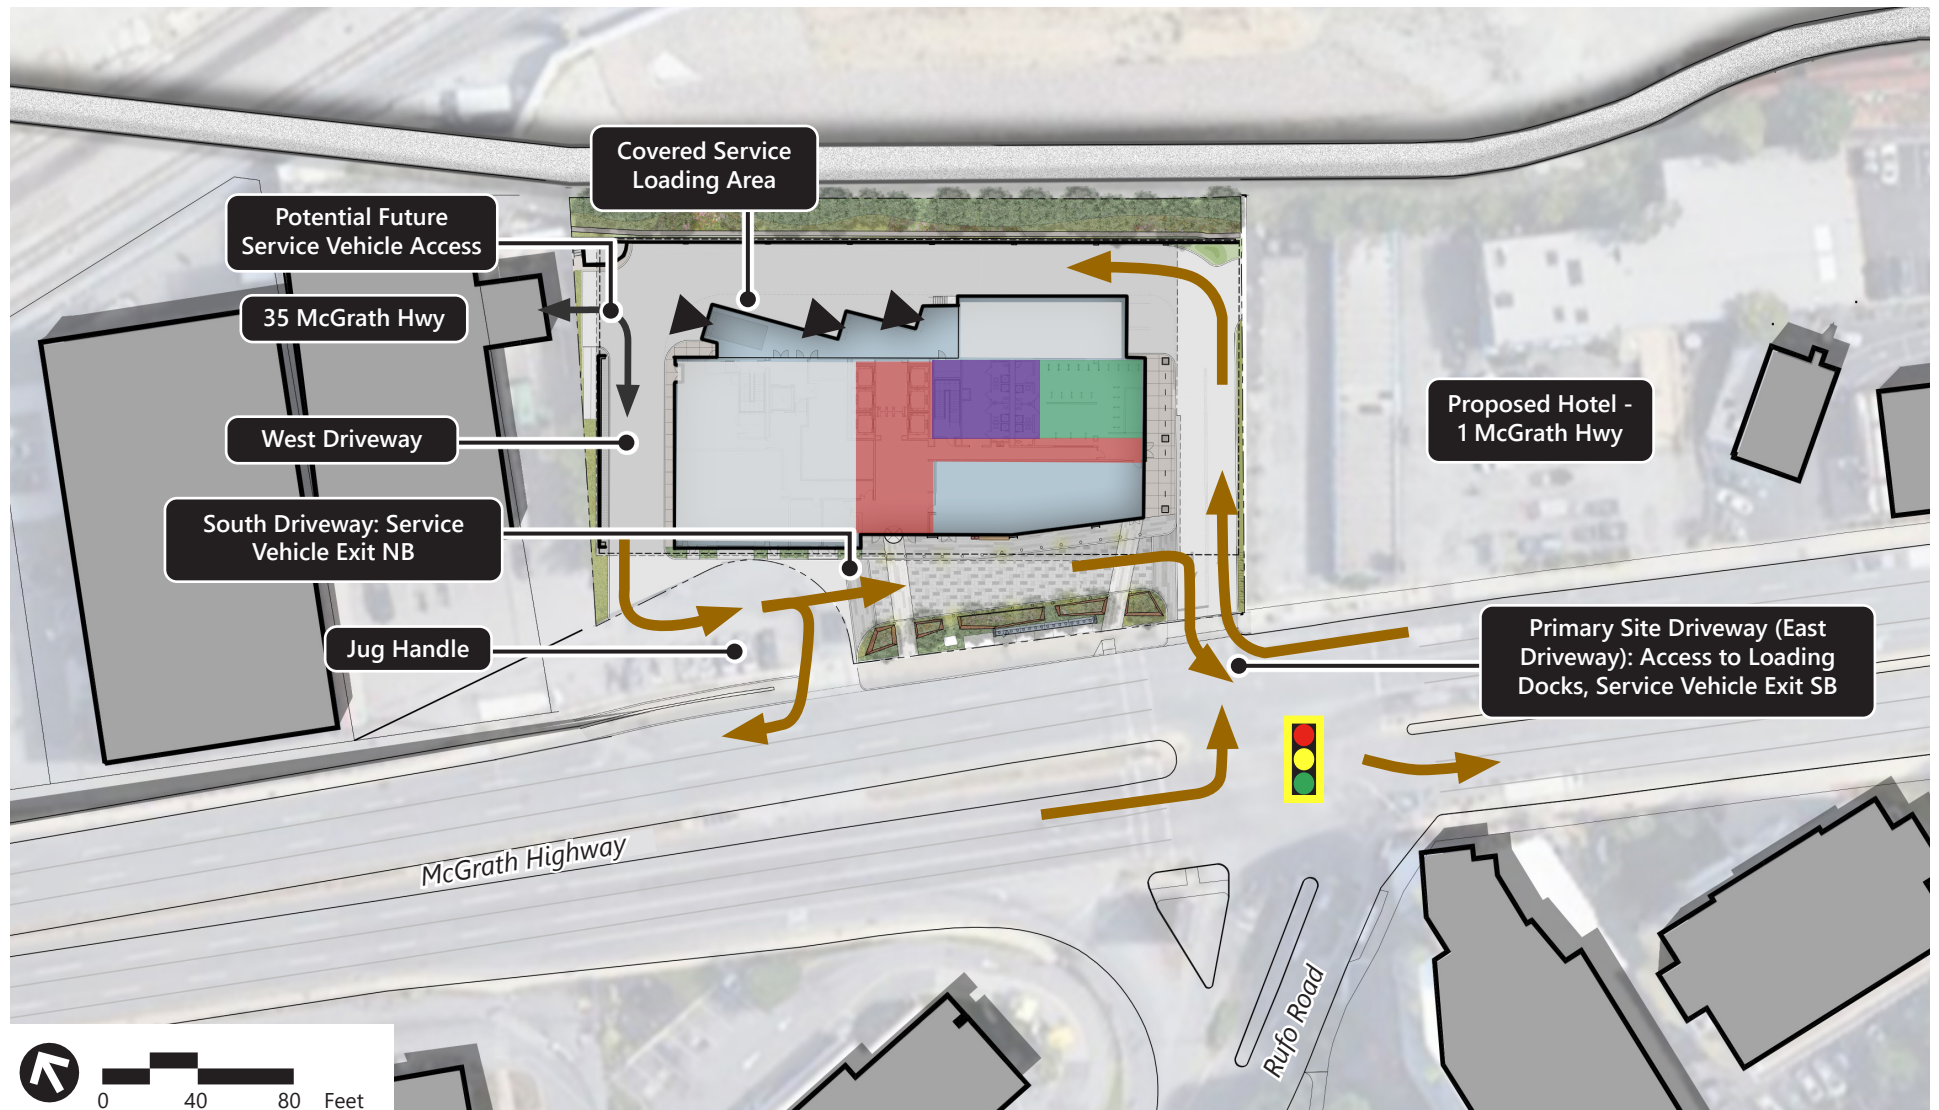 Covered Service
Loading Area
Potential Future
Service Vehicle Access
35 McGrath Hwy
West Driveway
South Driveway: Service
Vehicle Exit NB
Jug Handle
Proposed Hotel -
1 McGrath Hwy
Primary Site Driveway (East
Driveway): Access to Loading
Docks, Service Vehicle Exit SB
McGrath Highway
Rufo Road
0 40 80 Feet